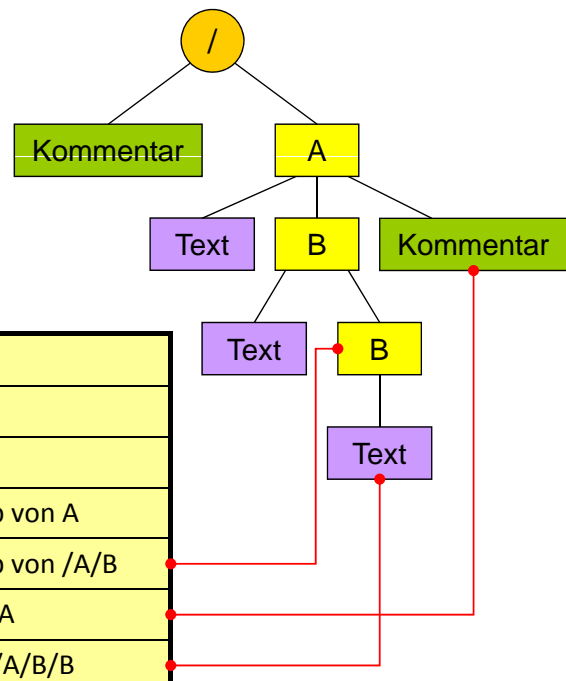 /
Kommentar A
Text B Kommentar
Text B
Text
von A
von /A/B
A
/A/B/B